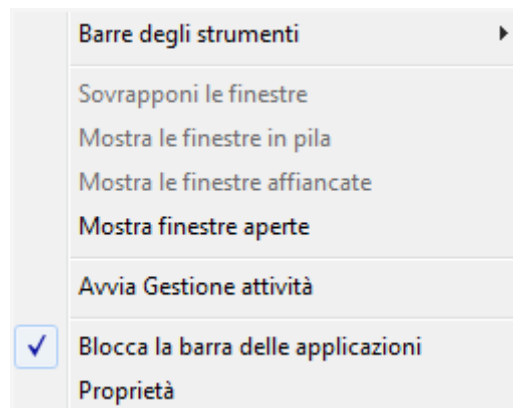 Barre degli strumenti
Sovrapponi le finestre
Mostra le finestre in pila
Mostra le finestre affiancate
Mostra finestre aperte
Avvia Gestione attività
Blocca la barra delle applicazioni
Proprietà